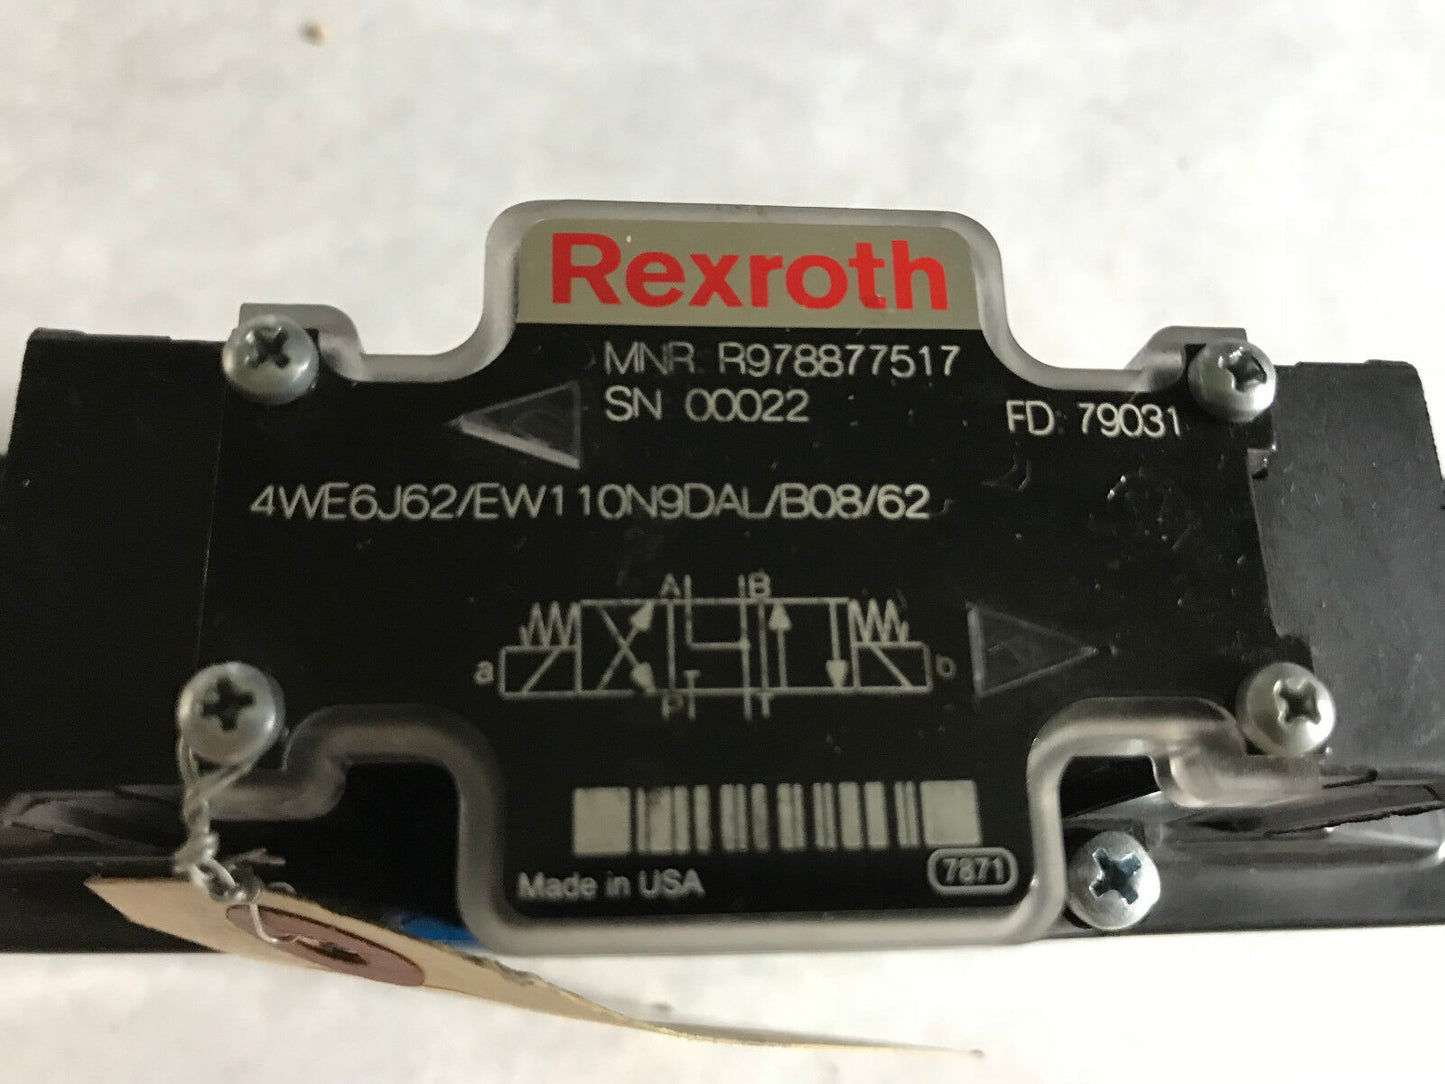 Rexroth
MNR: R978877517
SN 00022
FD: 79031
4WE6J62/EW110N9DAL/B08/62
A B
a b
P T
Made in USA
7871